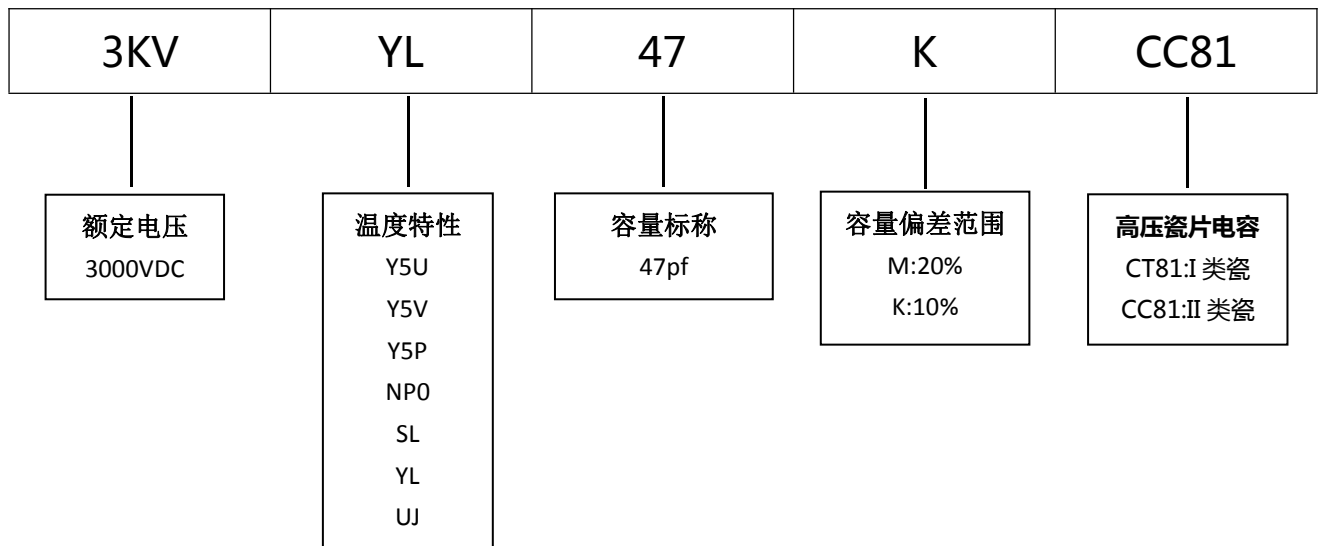 3KV YL 47 K CC81
额定电压
3000VDC
温度特性
Y5U
Y5V
Y5P
NP0
SL
YL
UJ
容量标称
47pf
容量偏差范围
M:20%
K:10%
高压瓷片电容
CT81:I 类瓷
CC81:II 类瓷